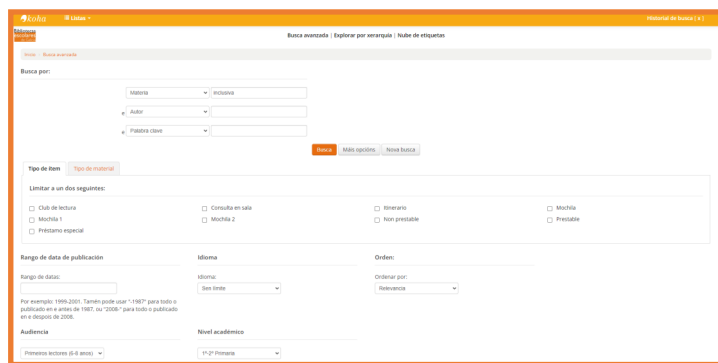 koha Listas Historial de busca [ x ]
Bibliotecas
Busca avanzada | Explorar por xerarquía | Nube de etiquetas
Inicio › Busca avanzada
Busca por:
Materia inclusiva
e Autor
e Palabra clave
Busca Máis opcións Nova busca
Tipo de ítem Tipo de material
Limitar a un dos seguintes:
Club de lectura Consulta en sala Itinerario Mochila
Mochila 1 Mochila 2 Non prestable Prestable
Préstamo especial
Rango de data de publicación Idioma Orden:
Rango de datas: Idioma: Ordenar por:
Sen límite Relevancia
Por exemplo: 1999-2001. Tamén pode usar "-1987" para todo o
publicado en e antes de 1987, ou "2008-" para todo o publicado
en e despois de 2008.
Audiencia Nivel académico
Primeiros lectores (6-8 anos) 1º-2º Primaria